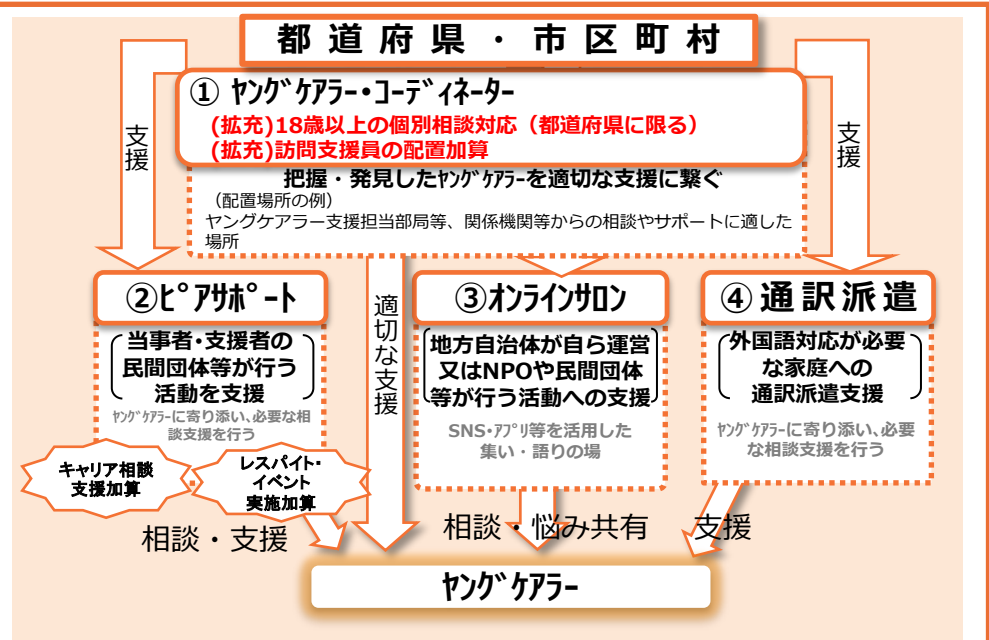 都道府県・市区町村
① ﾔﾝｸﾞｹｱﾗｰ・ｺｰﾃﾞｨﾈｰﾀｰ
(拡充)18歳以上の個別相談対応（都道府県に限る）
(拡充)訪問支援員の配置加算
把握・発見したﾔﾝｸﾞｹｱﾗｰを適切な支援に繋ぐ
（配置場所の例）
ヤングケアラー支援担当部局等、関係機関等からの相談やサポートに適した
場所
支援
支援
②ﾋﾟｱｻﾎﾟｰﾄ
当事者・支援者の
民間団体等が行う
活動を支援
ﾔﾝｸﾞｹｱﾗｰに寄り添い、必要な相
談支援を行う
キャリア相談
支援加算
レスパイト・
イベント
実施加算
相談・支援
適切な支援
③ｵﾝﾗｲﾝｻﾛﾝ
地方自治体が自ら運営
又はNPOや民間団体
等が行う活動への支援
SNS・ｱﾌﾟﾘ等を活用した
集い・語りの場
相談・悩み共有
④通訳派遣
外国語対応が必要
な家庭への
通訳派遣支援
ﾔﾝｸﾞｹｱﾗｰに寄り添い、必要
な相談支援を行う
支援
ﾔﾝｸﾞｹｱﾗｰ